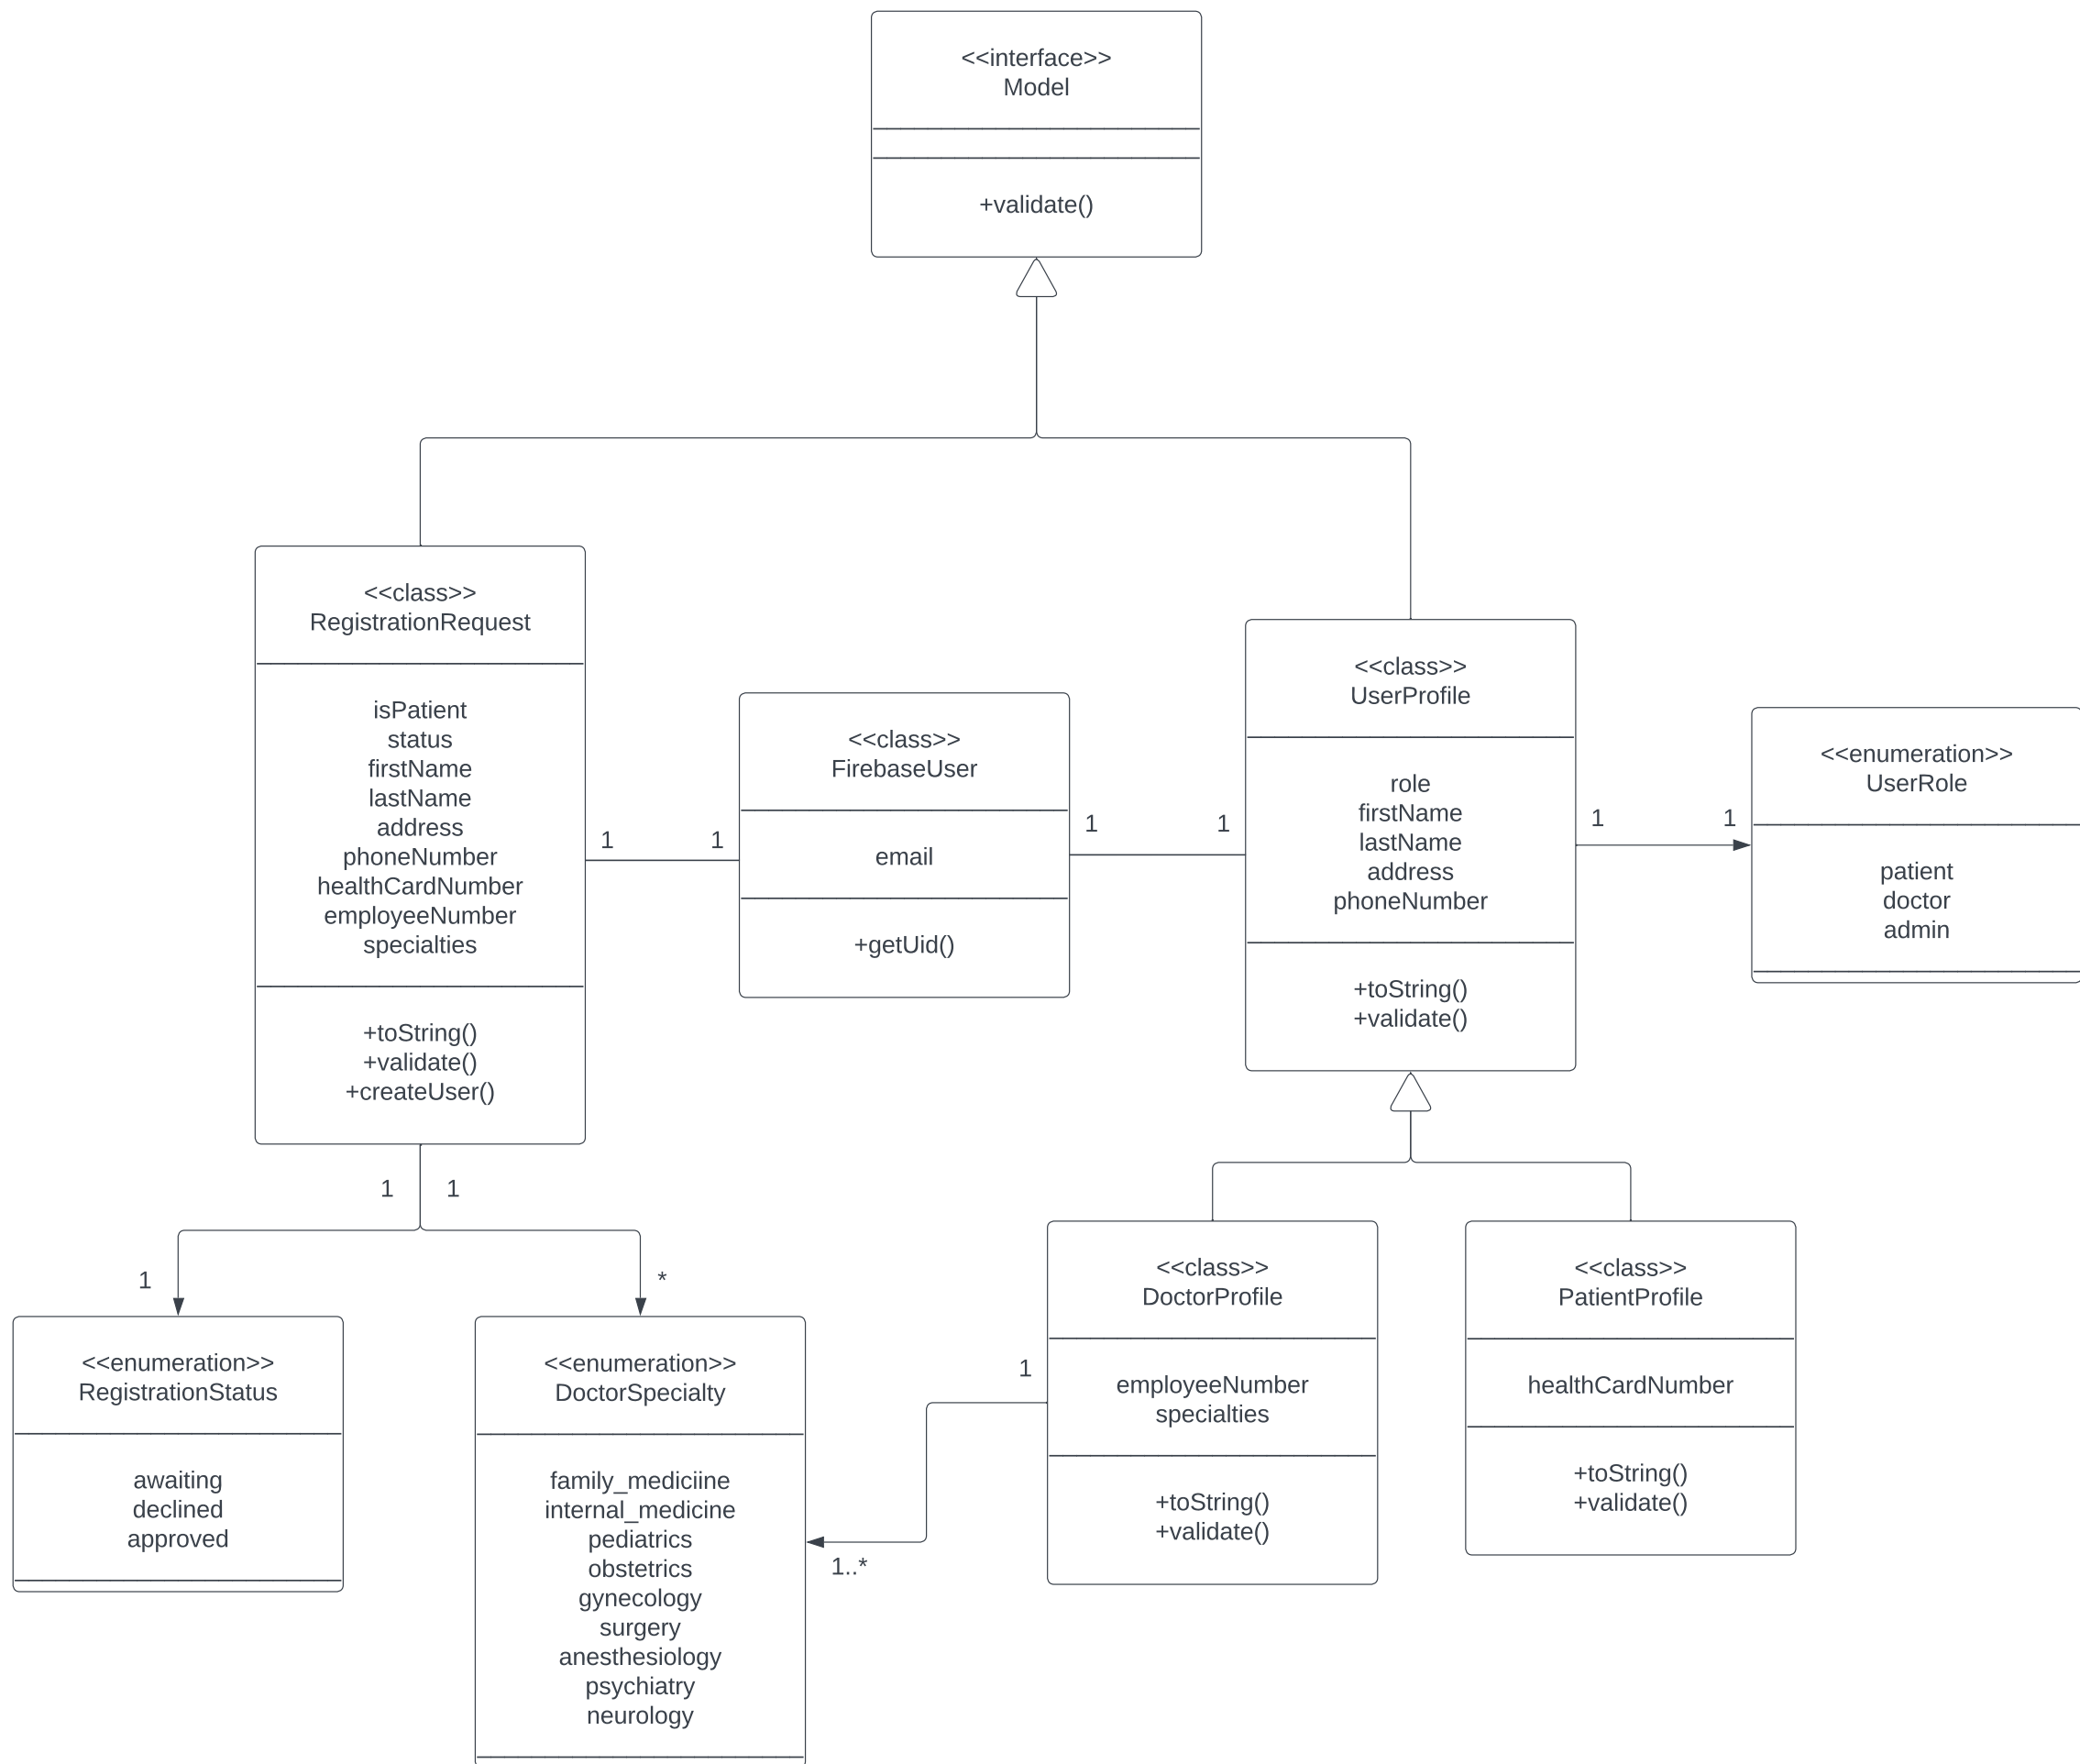 <<interface>>
Model
+validate()
<<class>>
RegistrationRequest
isPatient
status
firstName
lastName
address
phoneNumber
healthCardNumber
employeeNumber
specialties
+toString()
+validate()
+createUser()
1
1
<<class>>
FirebaseUser
email
+getUid()
1
1
<<class>>
UserProfile
role
firstName
lastName
address
phoneNumber
+toString()
+validate()
1
1
<<enumeration>>
UserRole
patient
doctor
admin
1
1
1
*
<<enumeration>>
RegistrationStatus
awaiting
declined
approved
<<enumeration>>
DoctorSpecialty
family_mediciine
internal_medicine
pediatrics
obstetrics
gynecology
surgery
anesthesiology
psychiatry
neurology
1
1..*
<<class>>
DoctorProfile
employeeNumber
specialties
+toString()
+validate()
<<class>>
PatientProfile
healthCardNumber
+toString()
+validate()